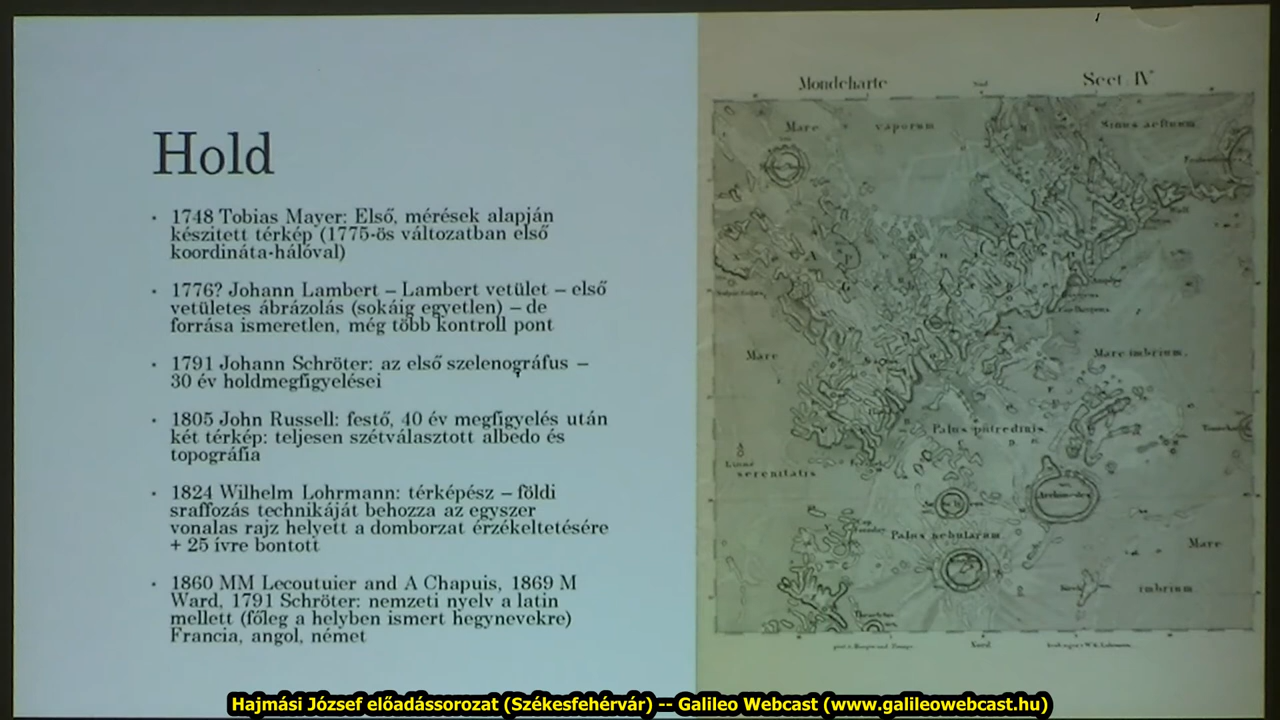 Hold
• 1748 Tobias Mayer: Első, mérések alapján
készített térkép (1775-ös változatban első
koordináta-hálóval)
• 1776? Johann Lambert – Lambert vetület – első
vetületes ábrázolás (sokáig egyetlen) – de
forrása ismeretlen, még több kontroll pont
• 1791 Johann Schröter: az első szelenográfus –
30 év holdmegfigyelései
• 1805 John Russell: festő, 40 év megfigyelés után
két térkép: teljesen szétválasztott albedo és
topográfia
• 1824 Wilhelm Lohrmann: térképész – földi
sraffozás technikáját behozza az egyszer
vonalas rajz helyett a domborzat érzékeltetésére
+ 25 ívre bontott
• 1860 MM Lecoutuier and A Chapuis, 1869 M
Ward, 1791 Schröter: nemzeti nyelv a latin
mellett (főleg a helyben ismert hegynevekre)
Francia, angol, német
Mondcharte Sect. IV
Mare vaporum Sinus aestuum
Mare
Mare imbrium.
Palus putredinis
serenitatis
Archimedes
Palus nebularum
Mare
imbrium
Nord
Hajmási József előadássorozat (Székesfehérvár) -- Galileo Webcast (www.galileowebcast.hu)